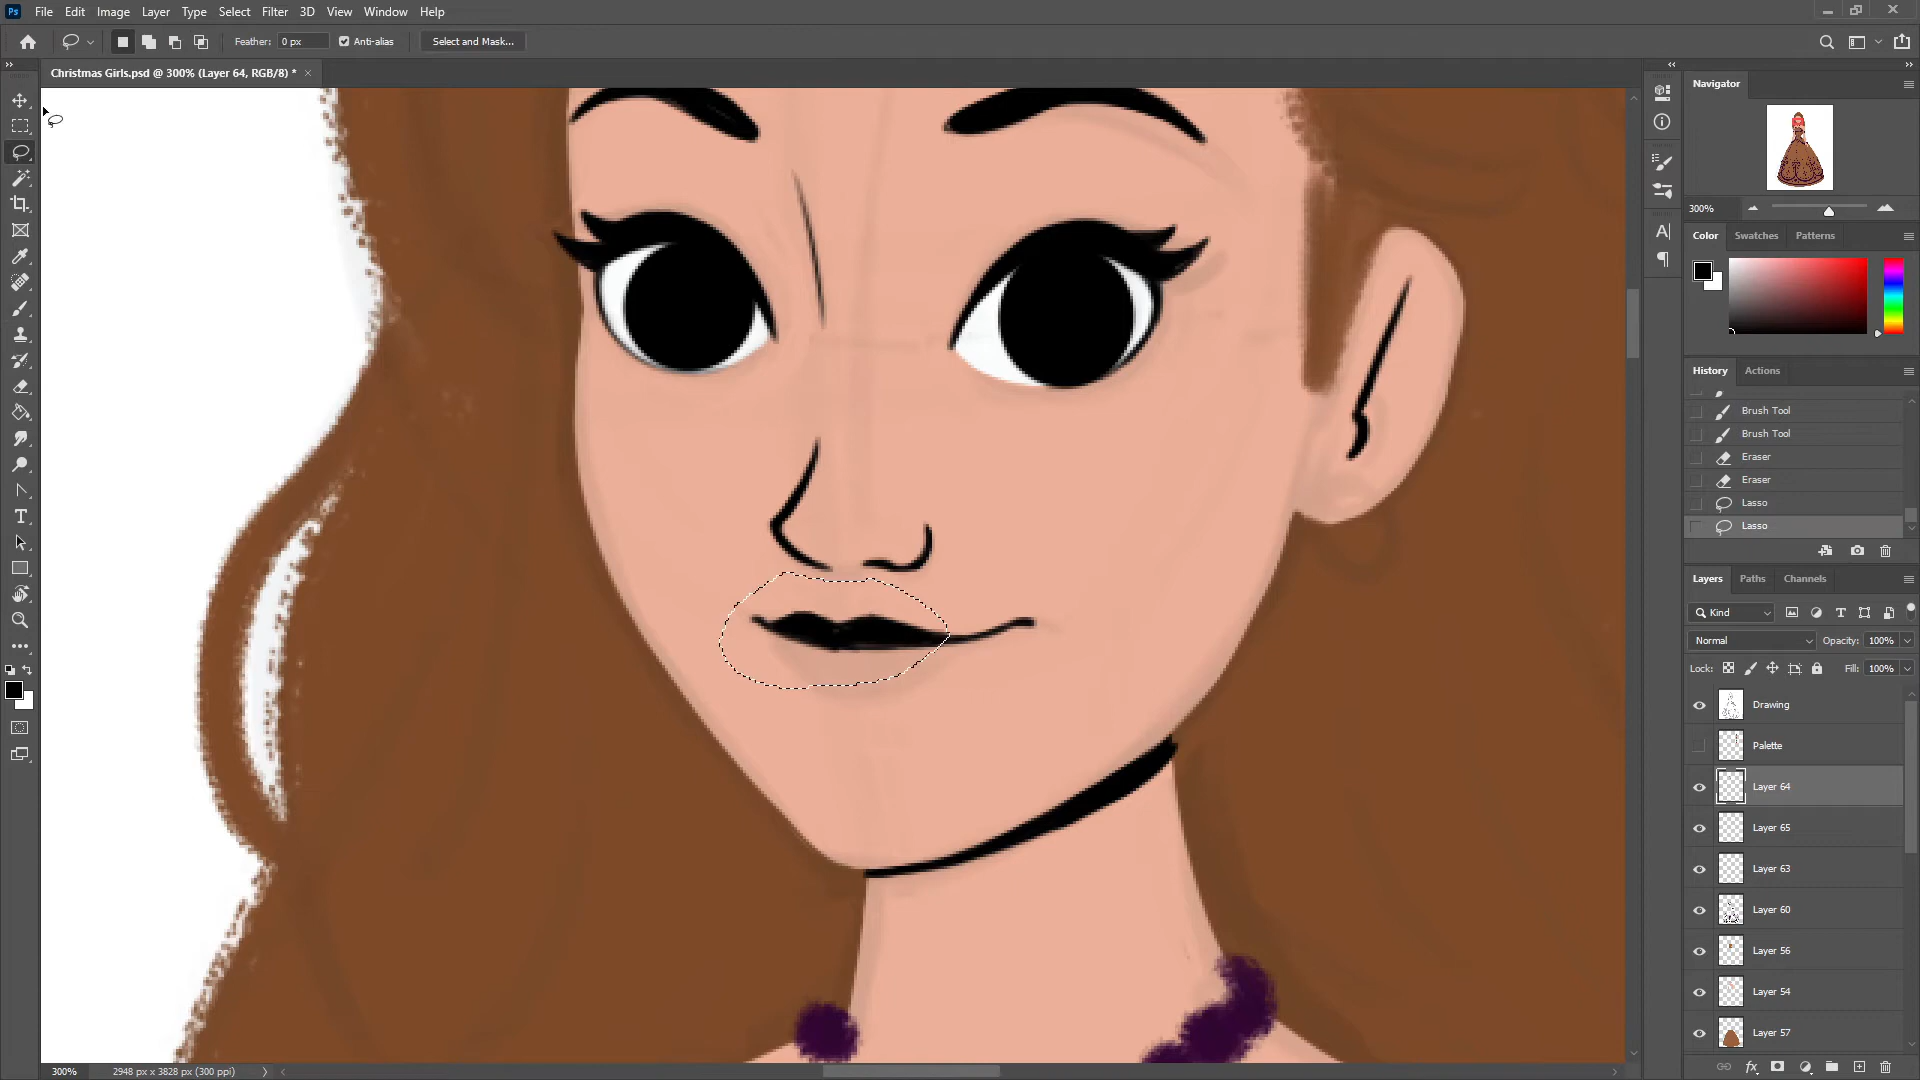 Ps File Edit Image Layer Type Select Filter 3D View Window Help
Feather: 0 px Anti-alias Select and Mask...
Christmas Girls.psd @ 300% (Layer 64, RGB/8) * ×
Navigator
300%
Color Swatches Patterns
History Actions
Brush Tool
Brush Tool
Eraser
Eraser
Lasso
Lasso
Layers Paths Channels
Kind
Normal Opacity: 100%
Lock: Fill: 100%
Drawing
Palette
Layer 64
Layer 65
Layer 63
Layer 60
Layer 56
Layer 54
Layer 57
300% 2948 px x 3828 px (300 ppi)